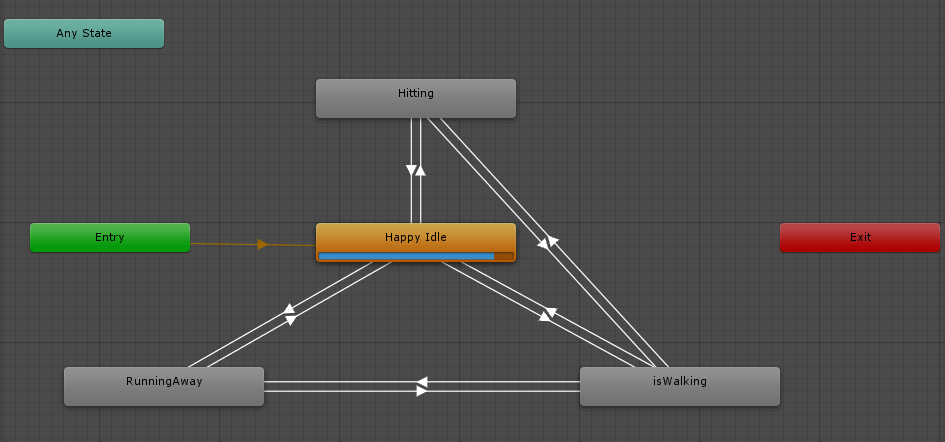 Any State
Hitting
Entry
Happy Idle
Exit
RunningAway
isWalking